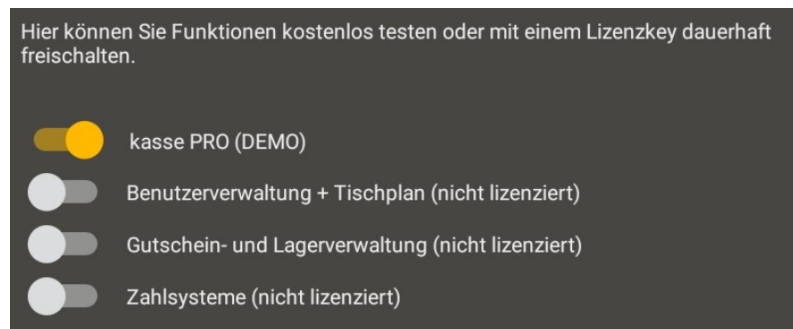 Hier können Sie Funktionen kostenlos testen oder mit einem Lizenzkey dauerhaft
freischalten.
kasse PRO (DEMO)
Benutzerverwaltung + Tischplan (nicht lizenziert)
Gutschein- und Lagerverwaltung (nicht lizenziert)
Zahlsysteme (nicht lizenziert)